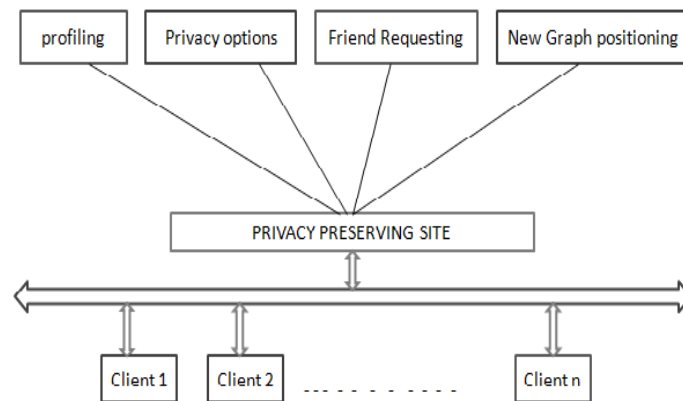 profiling
Privacy options
Friend Requesting
New Graph positioning
PRIVACY PRESERVING SITE
Client 1
Client 2
Client n